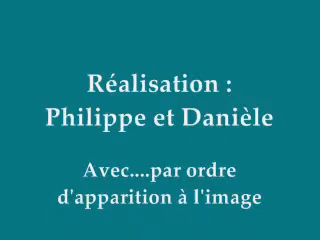 Réalisation :
Philippe et Danièle
Avec....par ordre
d'apparition à l'image